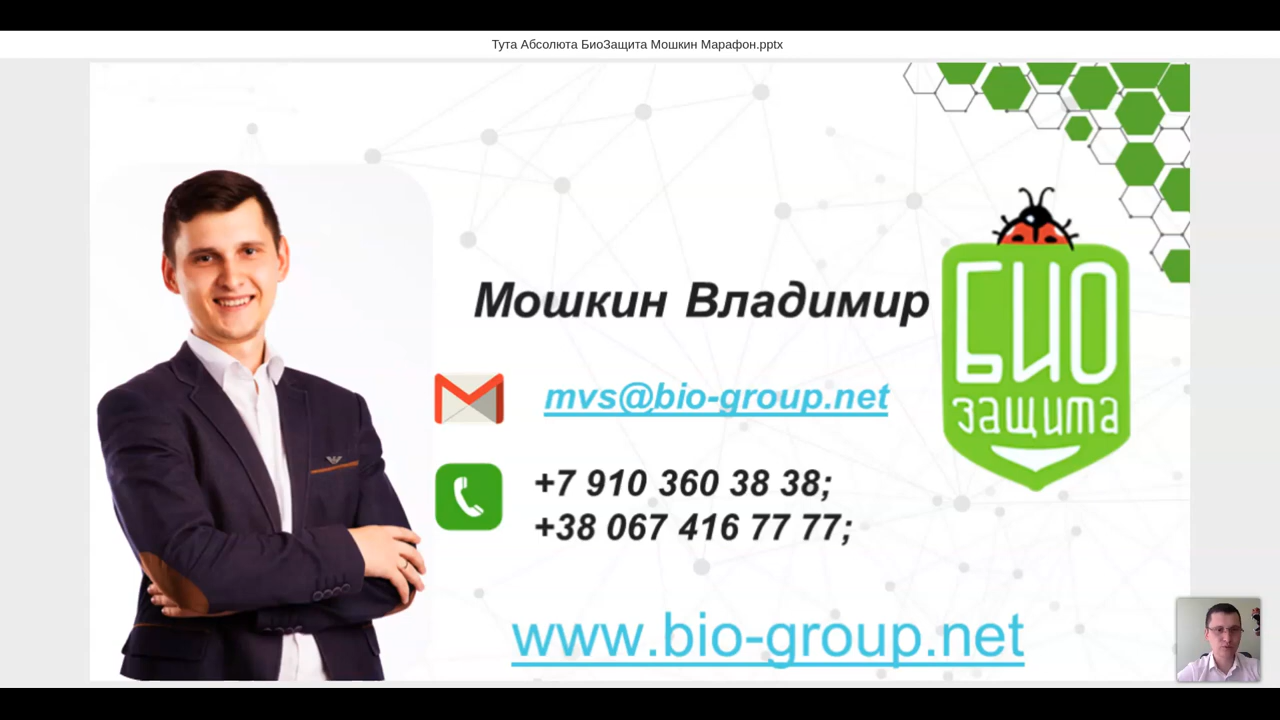 Тута Абсолюта БиоЗащита Мошкин Марафон.pptx
Мошкин Владимир
БИО
защита
mvs@bio-group.net
+7 910 360 38 38;
+38 067 416 77 77;
www.bio-group.net